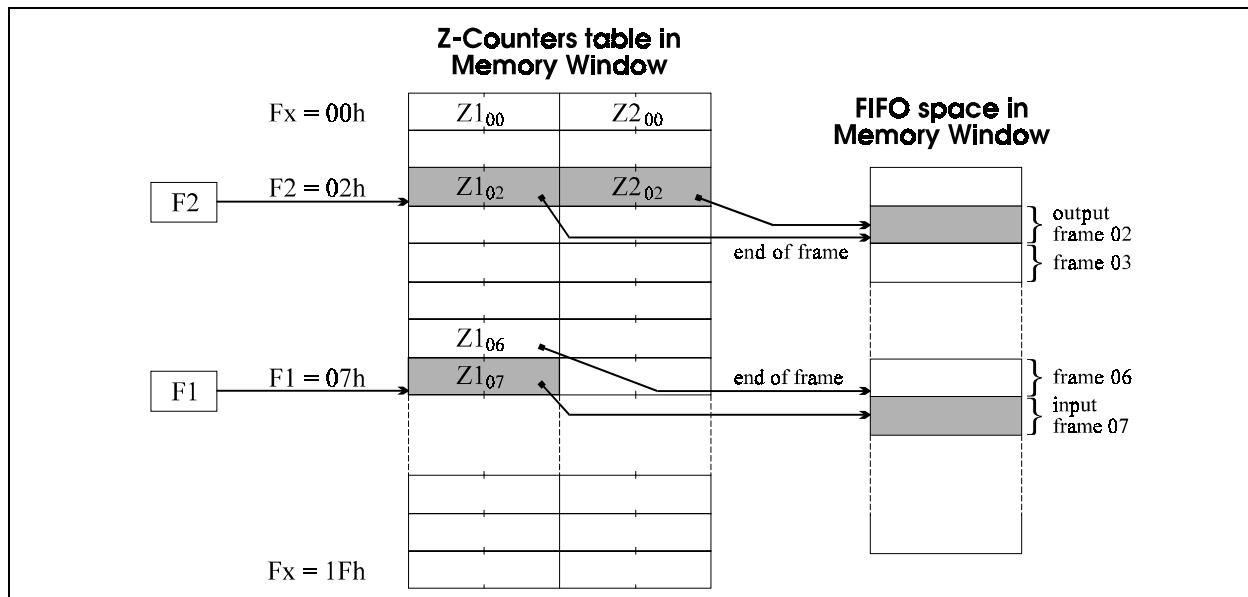 Z-Counters table in
Memory Window
FIFO space in
Memory Window
Fx = 00h
Z1₀₀
Z2₀₀
F2
F2 = 02h
Z1₀₂
Z2₀₂
end of frame
output
frame 02
frame 03
Z1₀₆
F1
F1 = 07h
Z1₀₇
end of frame
frame 06
input
frame 07
Fx = 1Fh